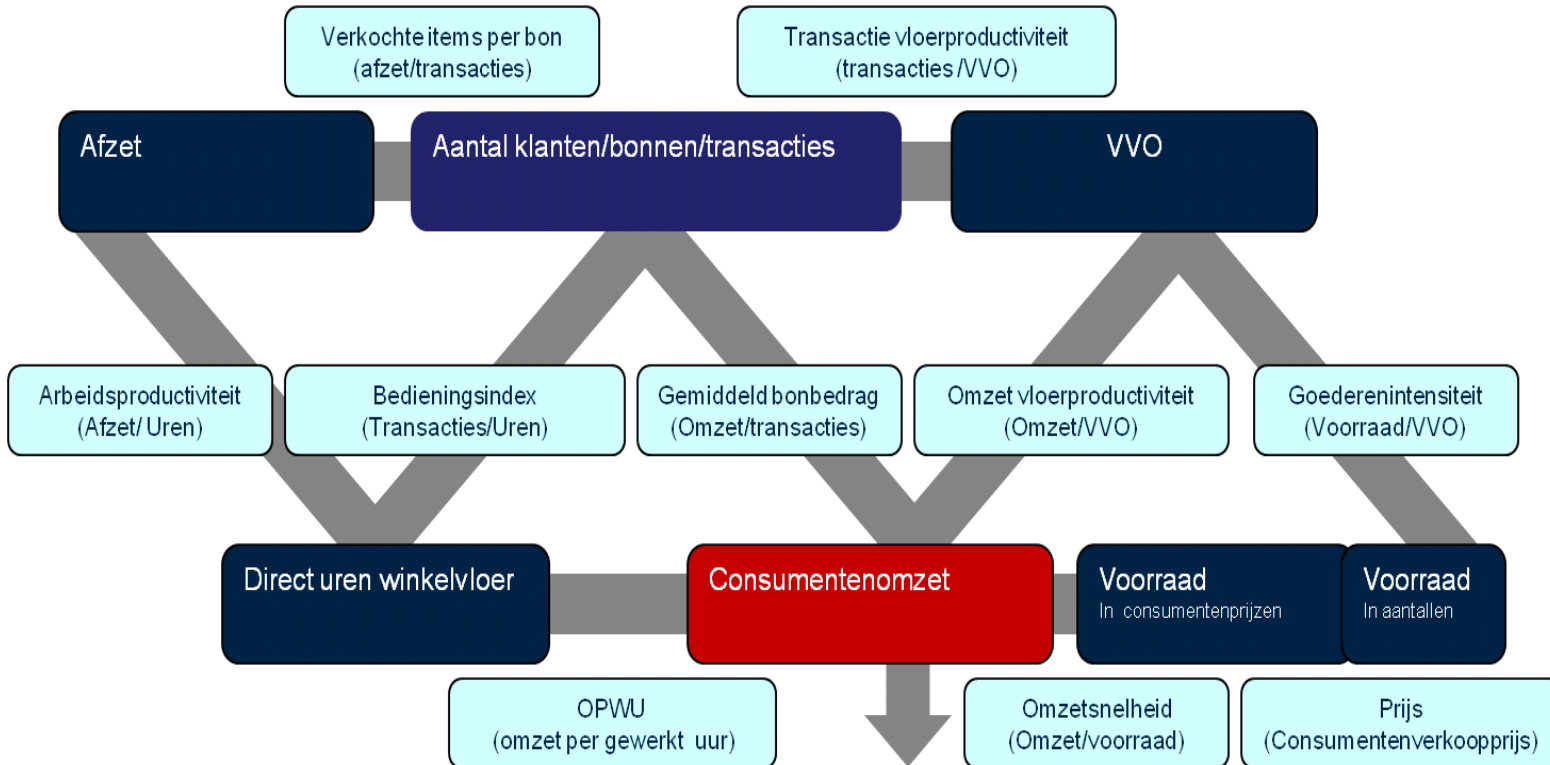 Verkochte items per bon
(afzet/transacties)
Transactie vloerproductiviteit
(transacties /VVO)
Afzet
Aantal klanten/bonnen/transacties
VVO
Arbeidsproductiviteit
(Afzet/ Uren)
Bedieningsindex
(Transacties/Uren)
Gemiddeld bonbedrag
(Omzet/transacties)
Omzet vloerproductiviteit
(Omzet/VVO)
Goederenintensiteit
(Voorraad/VVO)
Direct uren winkelvloer
Consumentenomzet
Voorraad
In consumentenprijzen
Voorraad
In aantallen
OPWU
(omzet per gewerkt uur)
Omzetsnelheid
(Omzet/voorraad)
Prijs
(Consumentenverkoopprijs)